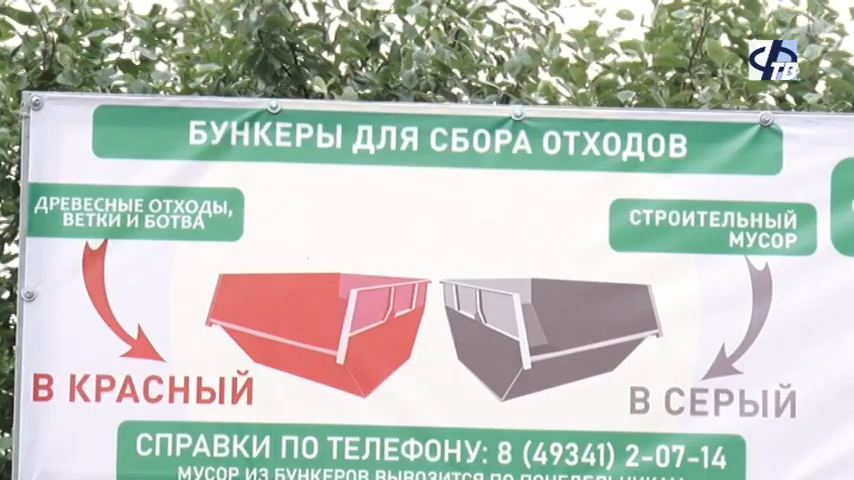 ТВ
БУНКЕРЫ ДЛЯ СБОРА ОТХОДОВ
ДРЕВЕСНЫЕ ОТХОДЫ,
ВЕТКИ И БОТВА
СТРОИТЕЛЬНЫЙ
МУСОР
В КРАСНЫЙ
В СЕРЫЙ
СПРАВКИ ПО ТЕЛЕФОНУ: 8 (49341) 2-07-14
МУСОР ИЗ БУНКЕРОВ ВЫВОЗИТСЯ ПО ПОНЕДЕЛЬНИКАМ